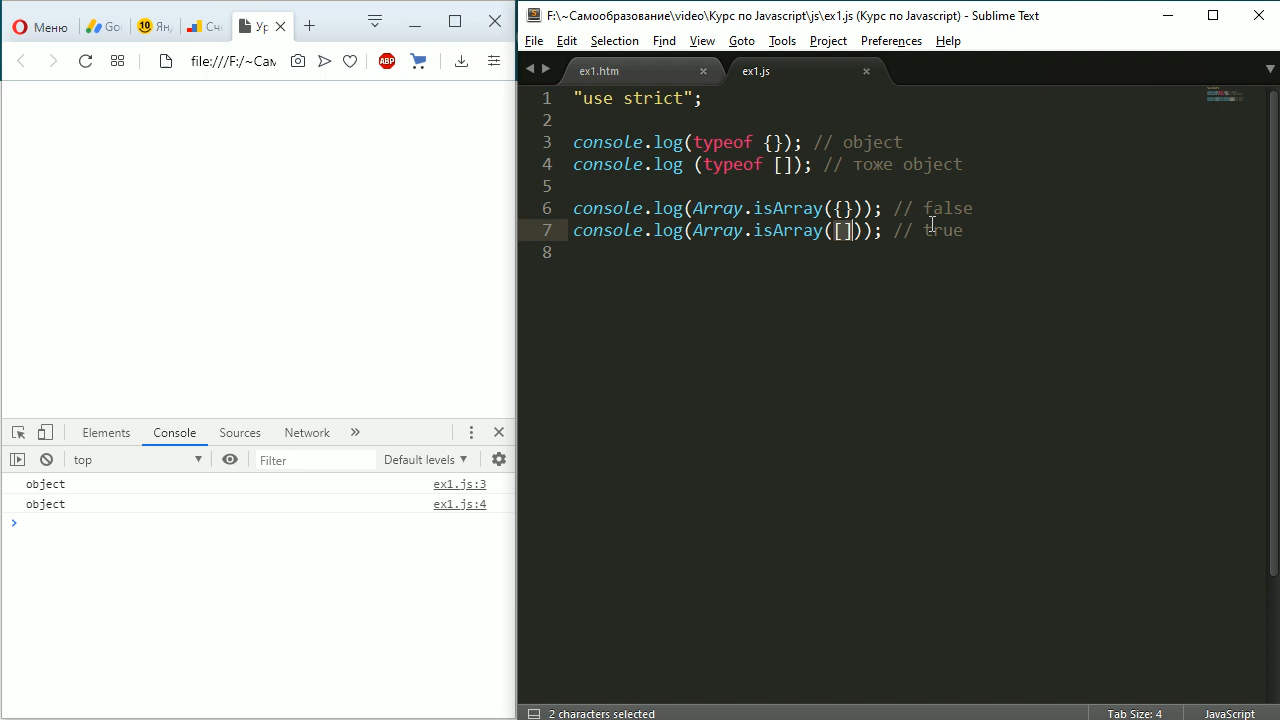 Меню
Go
10 Ян
Сч
Ур
file:///F:/~Сам
ABP
Elements
Console
Sources
Network
top
Filter
Default levels
object ex1.js:3
object ex1.js:4
F:\~Самообразование\video\Курс по Javascript\js\ex1.js (Курс по Javascript) - Sublime Text
File Edit Selection Find View Goto Tools Project Preferences Help
ex1.htm
ex1.js
1 "use strict";
2
3 console.log(typeof {}); // object
4 console.log (typeof []); // тоже object
5
6 console.log(Array.isArray({})); // false
7 console.log(Array.isArray([])); // true
8
2 characters selected
Tab Size: 4
JavaScript